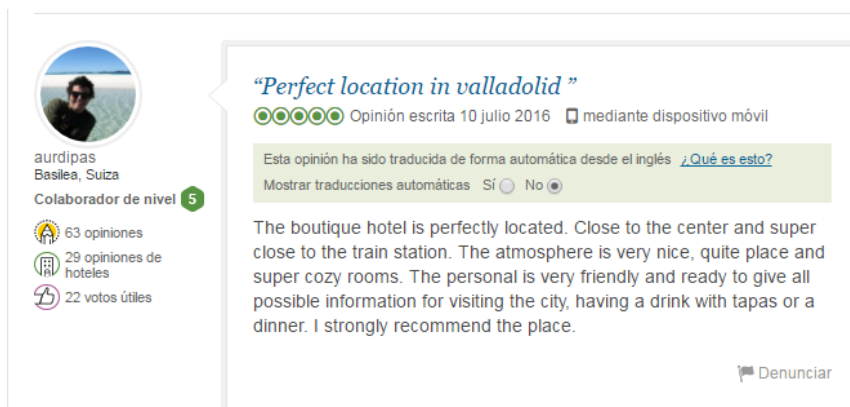 “Perfect location in valladolid ”
Opinión escrita 10 julio 2016 mediante dispositivo móvil
aurdipas
Basilea, Suiza
Colaborador de nivel 5
63 opiniones
29 opiniones de
hoteles
22 votos útiles
Esta opinión ha sido traducida de forma automática desde el inglés ¿Qué es esto?
Mostrar traducciones automáticas Sí No
The boutique hotel is perfectly located. Close to the center and super
close to the train station. The atmosphere is very nice, quite place and
super cozy rooms. The personal is very friendly and ready to give all
possible information for visiting the city, having a drink with tapas or a
dinner. I strongly recommend the place.
Denunciar